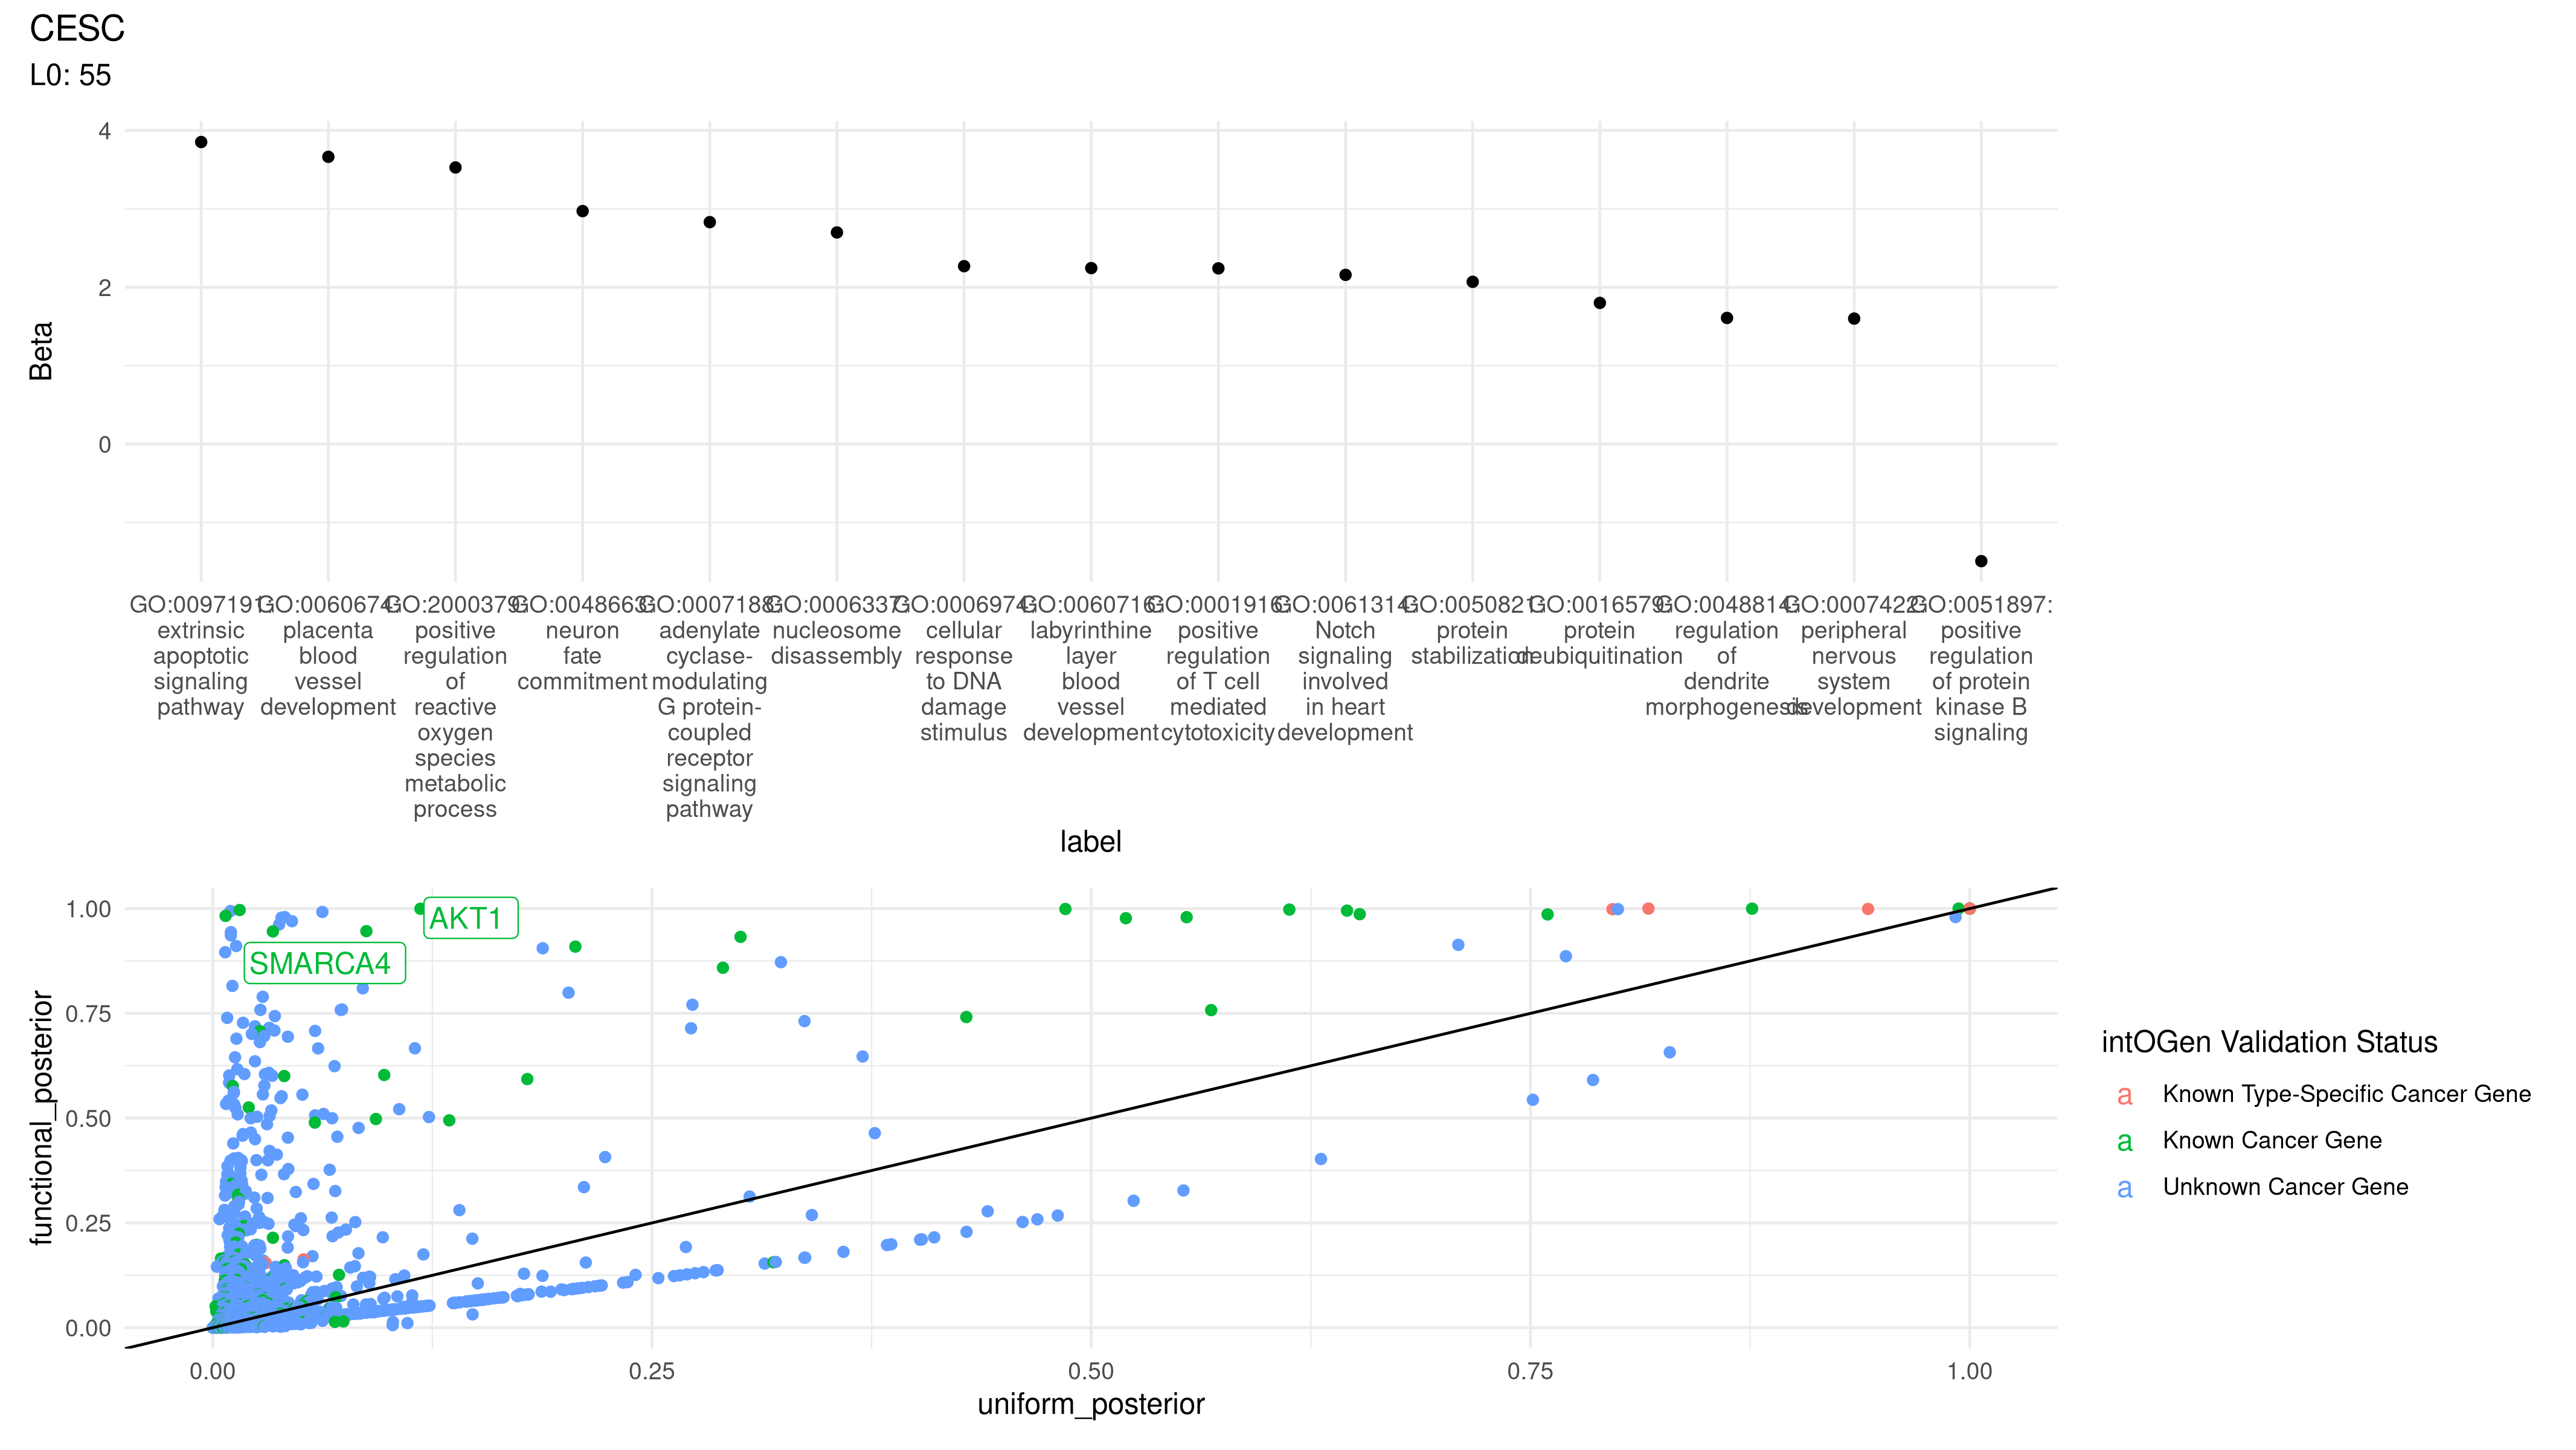 CESC
L0: 55
4
2
0
Beta
GO:0097191: GO:0060674: GO:2000379: GO:0048663: GO:0007188: GO:0006337: GO:0006974: GO:0060716: GO:0001916: GO:0061314: GO:0050821: GO:0016579: GO:0048814: GO:0007422: GO:0051897:
extrinsic placenta positive neuron adenylate nucleosome cellular labyrinthine positive Notch protein protein regulation peripheral positive
apoptotic blood regulation fate cyclase- disassembly response layer regulation signaling stabilization deubiquitination of nervous regulation
signaling vessel of commitment modulating to DNA blood of T cell involved dendrite system of protein
pathway development reactive G protein- damage vessel mediated in heart morphogenesis development kinase B
oxygen coupled stimulus development cytotoxicity development signaling
species receptor
metabolic signaling
process pathway
label
1.00
0.75
0.50
0.25
0.00
functional_posterior
AKT1
SMARCA4
0.00 0.25 0.50 0.75 1.00
uniform_posterior
intOGen Validation Status
a Known Type-Specific Cancer Gene
a Known Cancer Gene
a Unknown Cancer Gene